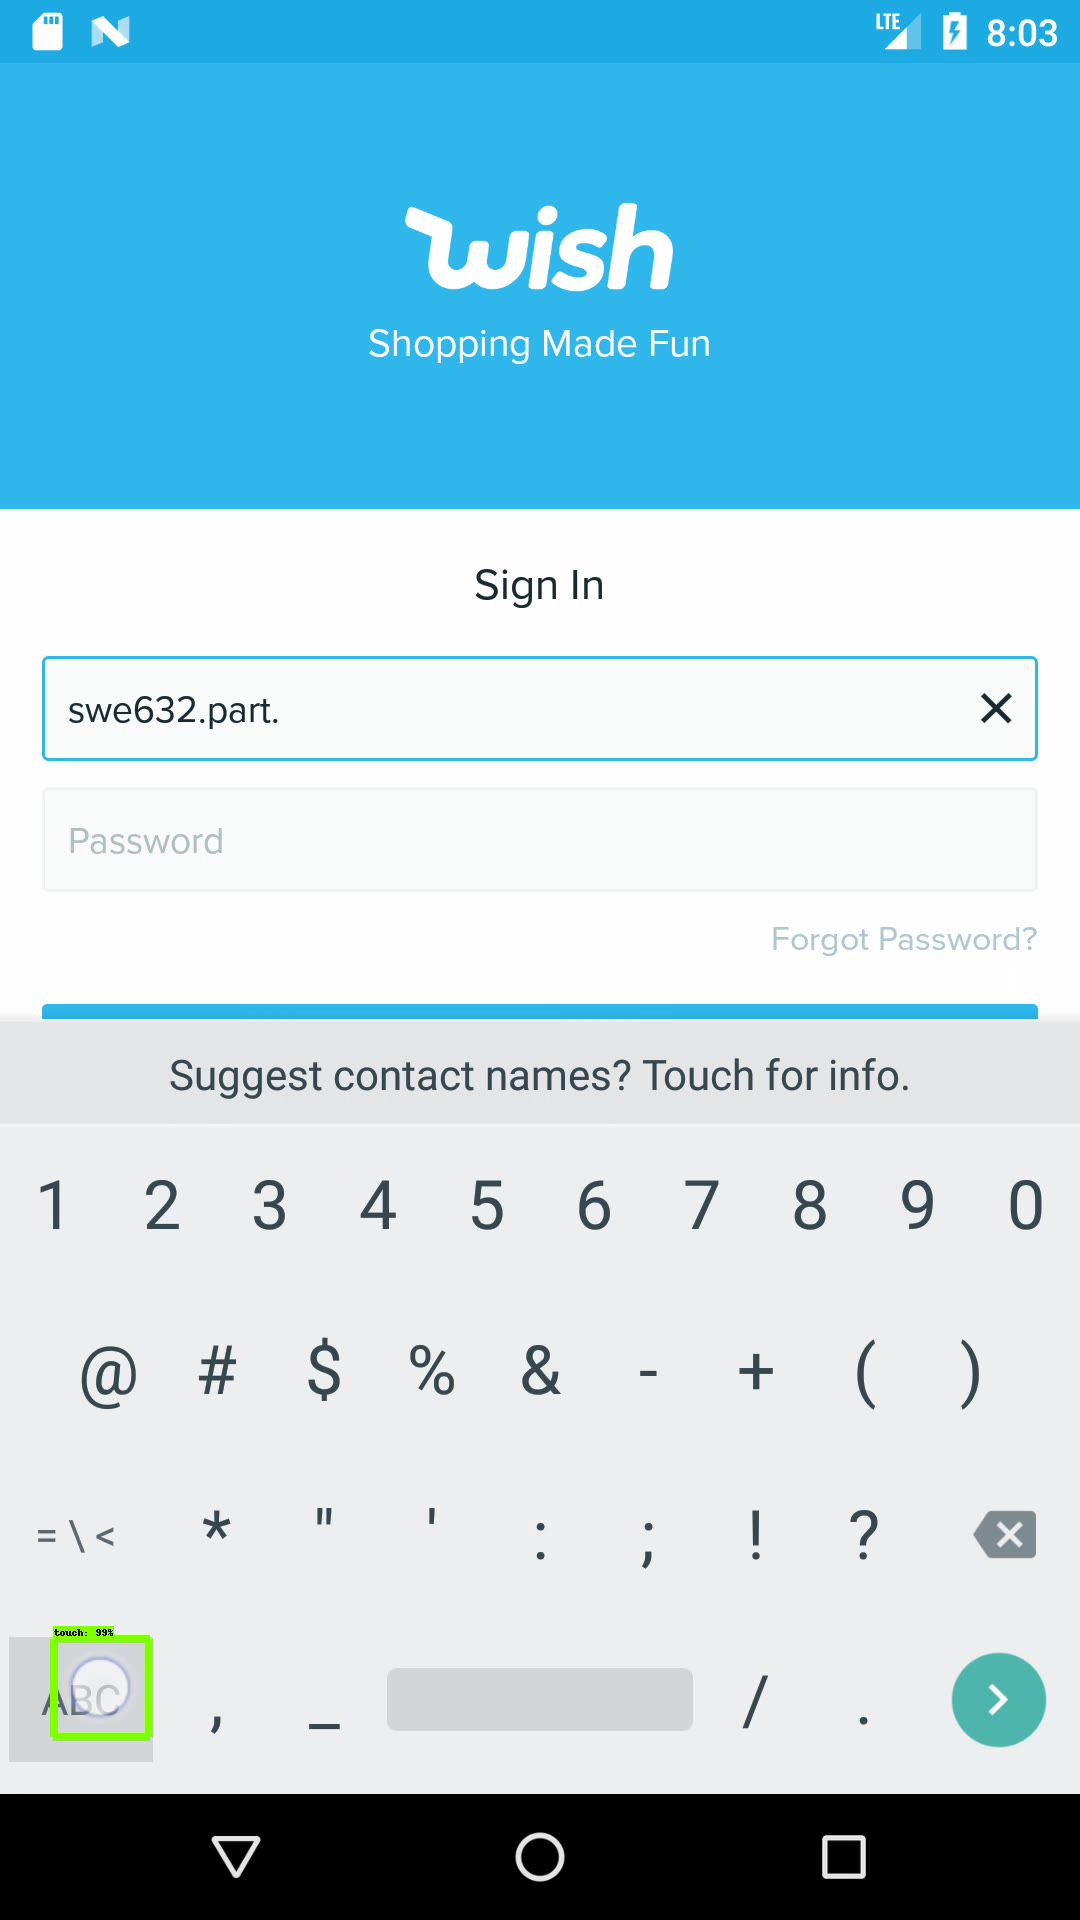 LTE 8:03
wish
Shopping Made Fun
Sign In
swe632.part.
Password
Forgot Password?
Suggest contact names? Touch for info.
1 2 3 4 5 6 7 8 9 0
@ # $ % & - + ( )
= \ < * " ' : ; ! ?
touch: 99%
ABC , _ / .